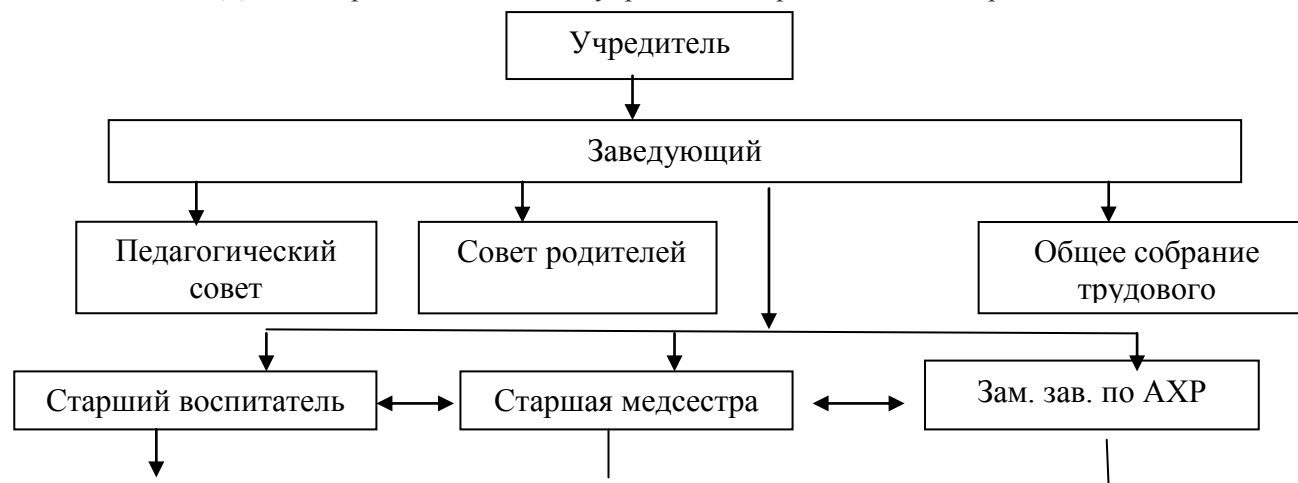 Учредитель
Заведующий
Педагогический
совет
Совет родителей
Общее собрание
трудового
Старший воспитатель
Старшая медсестра
Зам. зав. по АХР